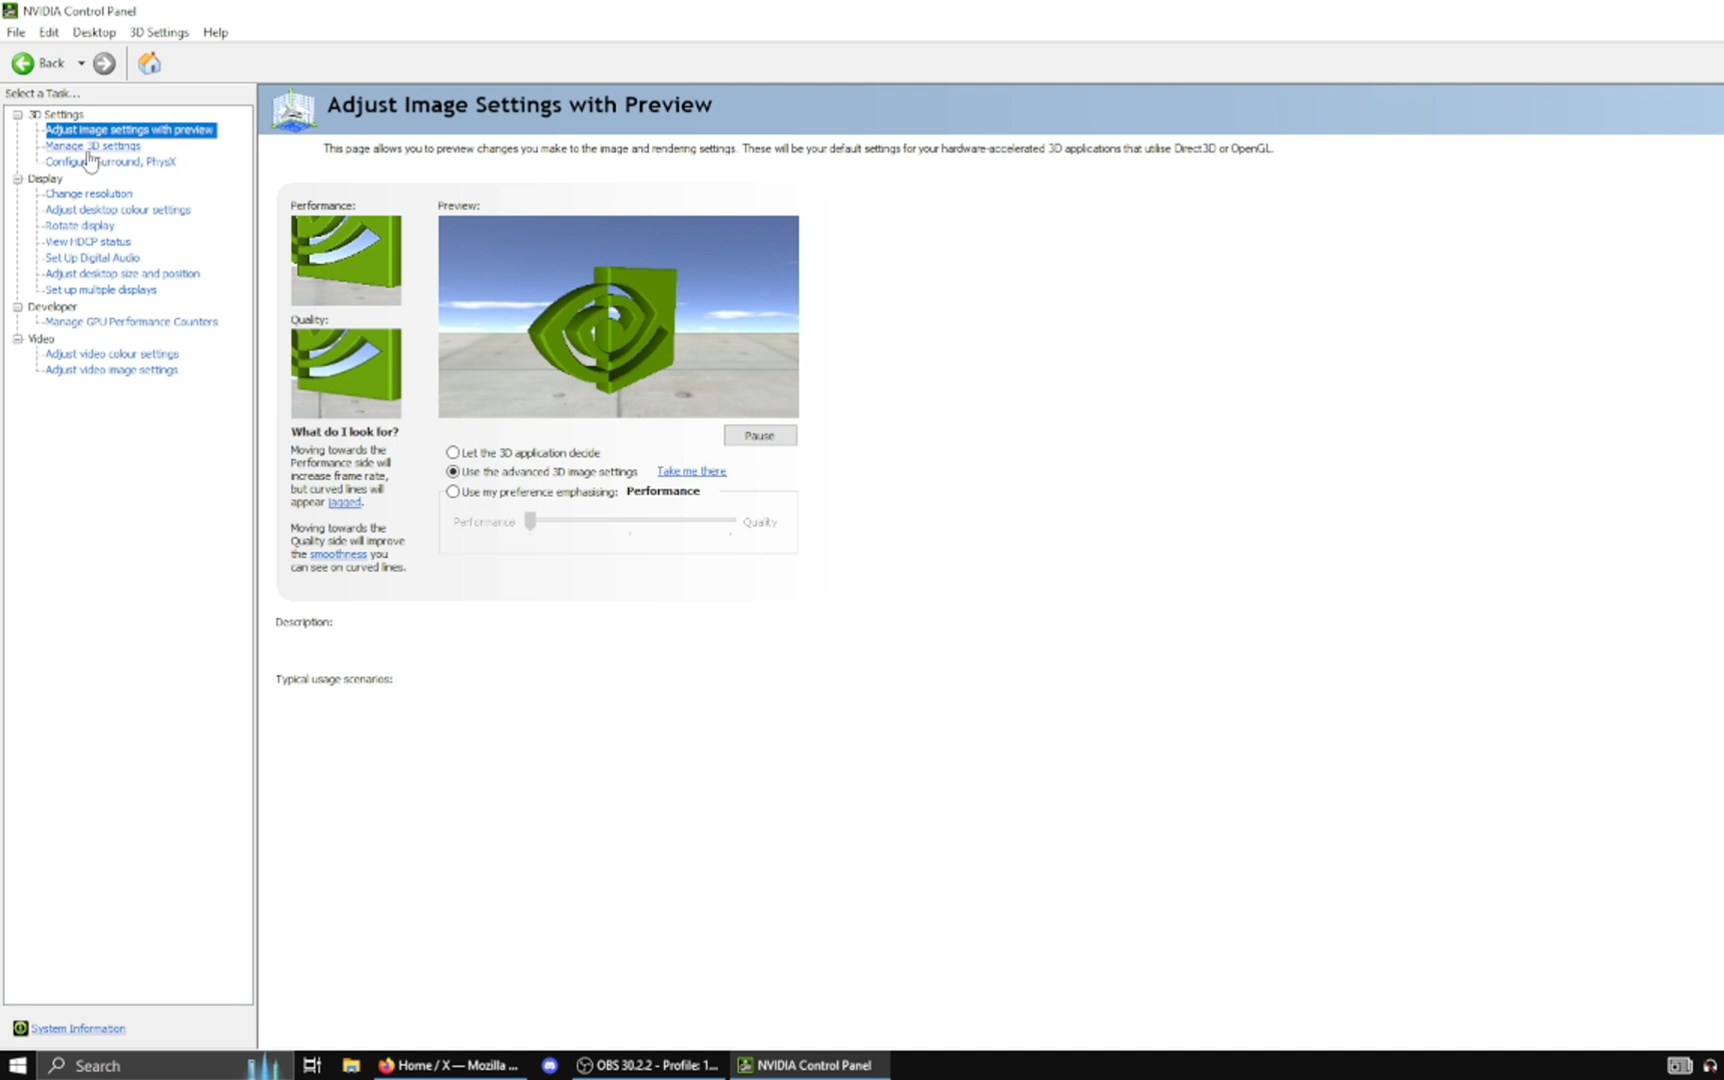 NVIDIA Control Panel
File Edit Desktop 3D Settings Help
Back
Select a Task...
3D Settings
Adjust image settings with preview
Manage 3D settings
Configure Surround, PhysX
Display
Change resolution
Adjust desktop colour settings
Rotate display
View HDCP status
Set Up Digital Audio
Adjust desktop size and position
Set up multiple displays
Developer
Manage GPU Performance Counters
Video
Adjust video colour settings
Adjust video image settings
System Information
Adjust Image Settings with Preview
This page allows you to preview changes you make to the image and rendering settings. These will be your default settings for your hardware-accelerated 3D applications that utilise Direct3D or OpenGL.
Performance:
Quality:
What do I look for?
Moving towards the
Performance side will
increase frame rate,
but curved lines will
appear jagged.
Moving towards the
Quality side will improve
the smoothness you
can see on curved lines.
Preview:
Pause
Let the 3D application decide
Use the advanced 3D image settings Take me there
Use my preference emphasising: Performance
Performance Quality
Description:
Typical usage scenarios:
Search
Home / X — Mozilla ...
OBS 30.2.2 - Profile: 1...
NVIDIA Control Panel